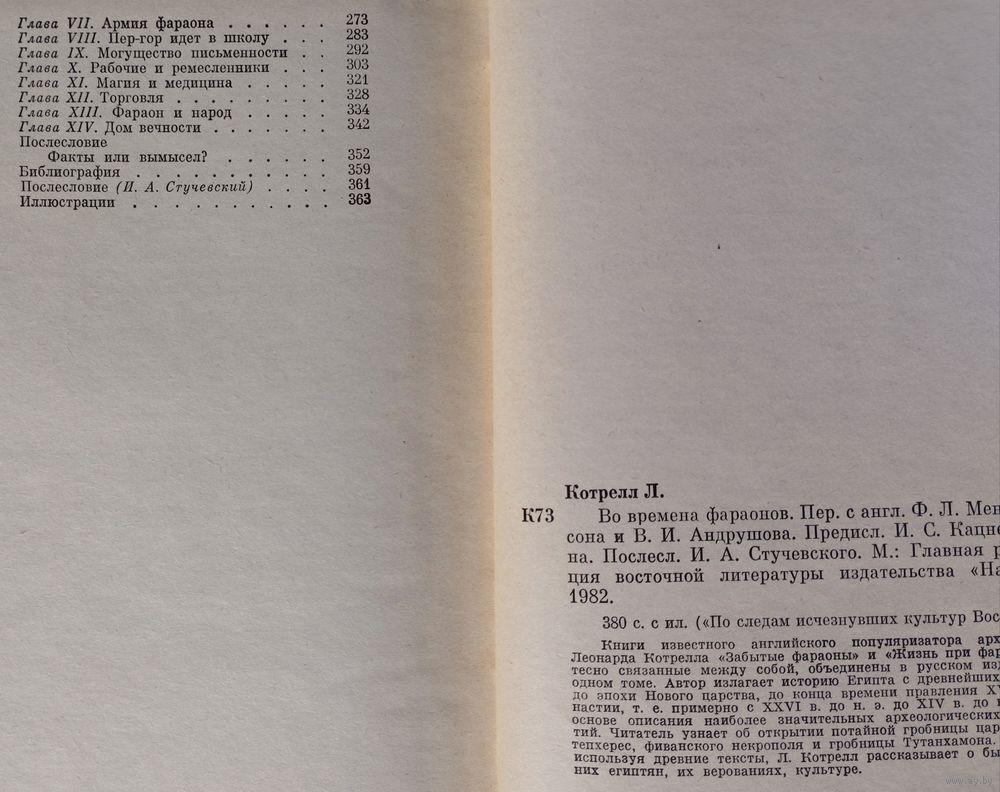 Глава VII. Армия фараона . . . . . . 273
Глава VIII. Пер-гор идет в школу . . . 283
Глава IX. Могущество письменности . . 292
Глава X. Рабочие и ремесленники . . . 303
Глава XI. Магия и медицина . . . . . 321
Глава XII. Торговля . . . . . . . . . 328
Глава XIII. Фараон и народ . . . . . 334
Глава XIV. Дом вечности . . . . . . . 342
Послесловие
Факты или вымысел? . . . . . . 352
Библиография . . . . . . . . . . . 359
Послесловие (И. А. Стучевский) . . . . 361
Иллюстрации . . . . . . . . . . . 363
Котрелл Л.
К73 Во времена фараонов. Пер. с англ. Ф. Л. Мен
сона и В. И. Андрушова. Предисл. И. С. Кацне
на. Послесл. И. А. Стучевского. М.: Главная р
ция восточной литературы издательства «На
1982.
380 с. с ил. («По следам исчезнувших культур Вос
Книги известного английского популяризатора арх
Леонарда Котрелла «Забытые фараоны» и «Жизнь при фар
тесно связанные между собой, объединены в русском изд
одном томе. Автор излагает историю Египта с древнейших
до эпохи Нового царства, до конца времени правления XV
настии, т. е. примерно с XXVI в. до н. э. до XIV в. до н
основе описания наиболее значительных археологических
тий. Читатель узнает об открытии потайной гробницы цар
тепхерес, фиванского некрополя и гробницы Тутанхамона.
используя древние тексты, Л. Котрелл рассказывает о бы
них египтян, их верованиях, культуре.
www.ay.by